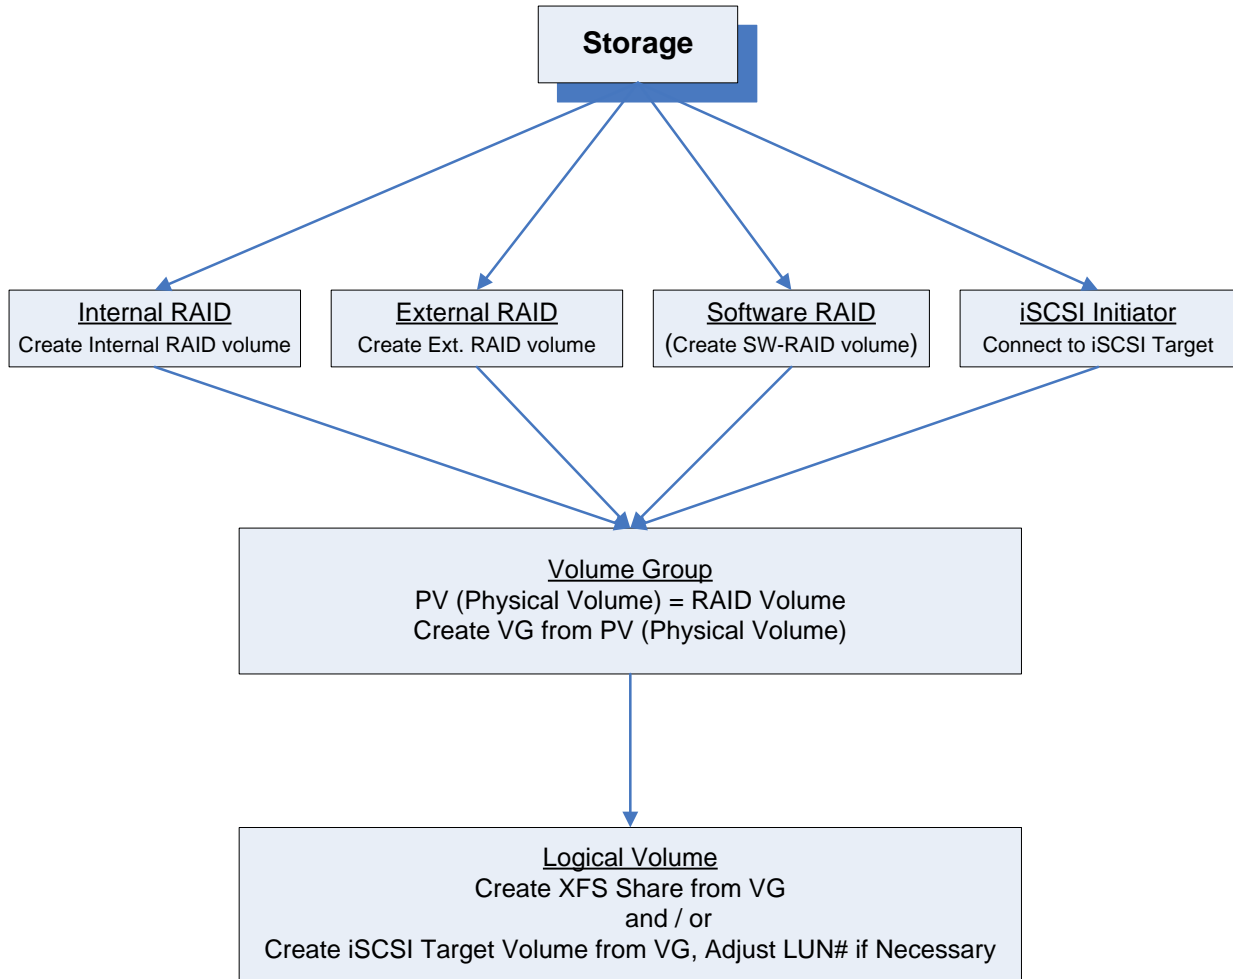 Storage
Internal RAID
Create Internal RAID volume
External RAID
Create Ext. RAID volume
Software RAID
(Create SW-RAID volume)
iSCSI Initiator
Connect to iSCSI Target
Volume Group
PV (Physical Volume) = RAID Volume
Create VG from PV (Physical Volume)
Logical Volume
Create XFS Share from VG
and / or
Create iSCSI Target Volume from VG, Adjust LUN# if Necessary